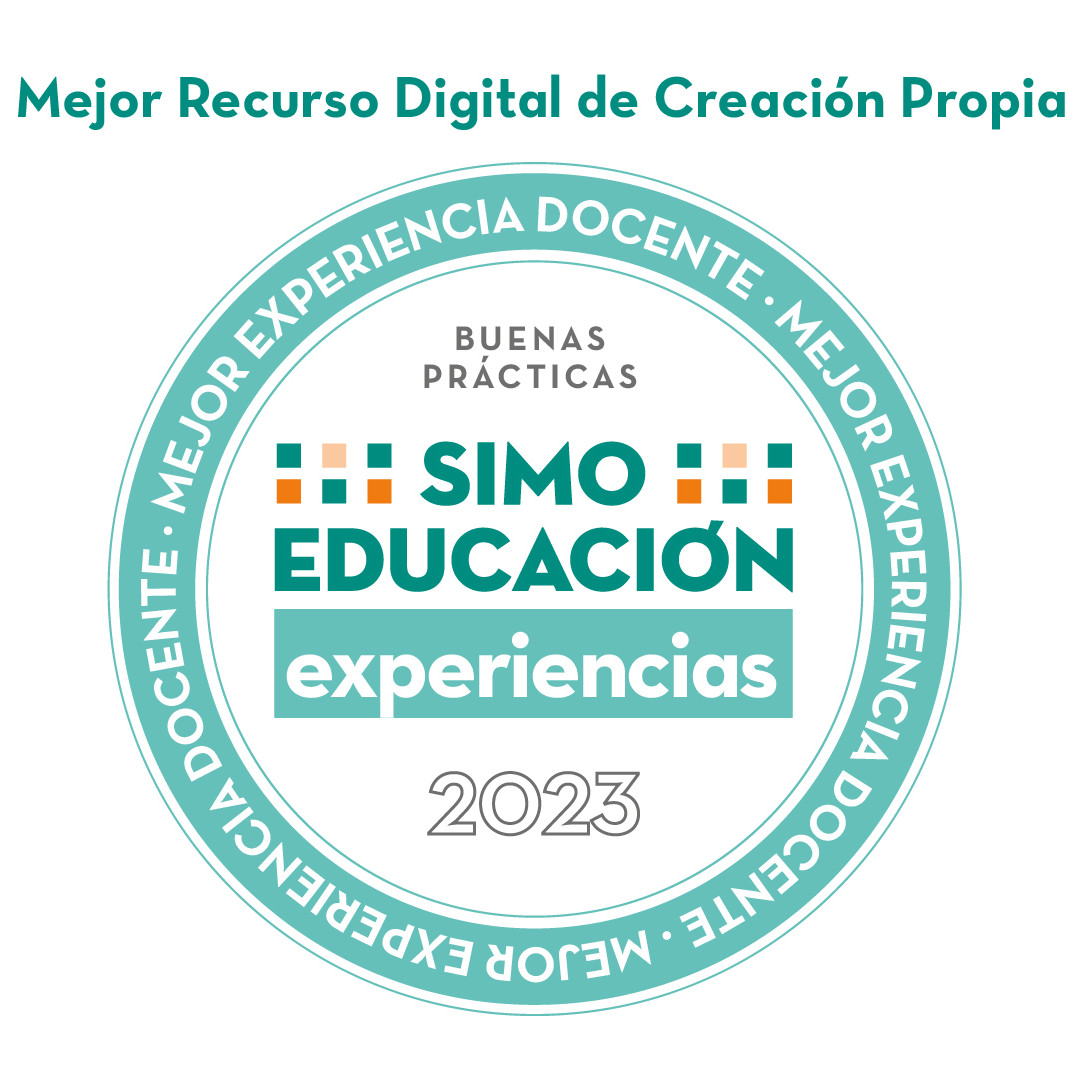 Mejor Recurso Digital de Creación Propia
MEJOR EXPERIENCIA DOCENTE · MEJOR EXPERIENCIA DOCENTE · MEJOR EXPERIENCIA DOCENTE ·
BUENAS
PRÁCTICAS
SIMO
EDUCACIÓN
experiencias
2023